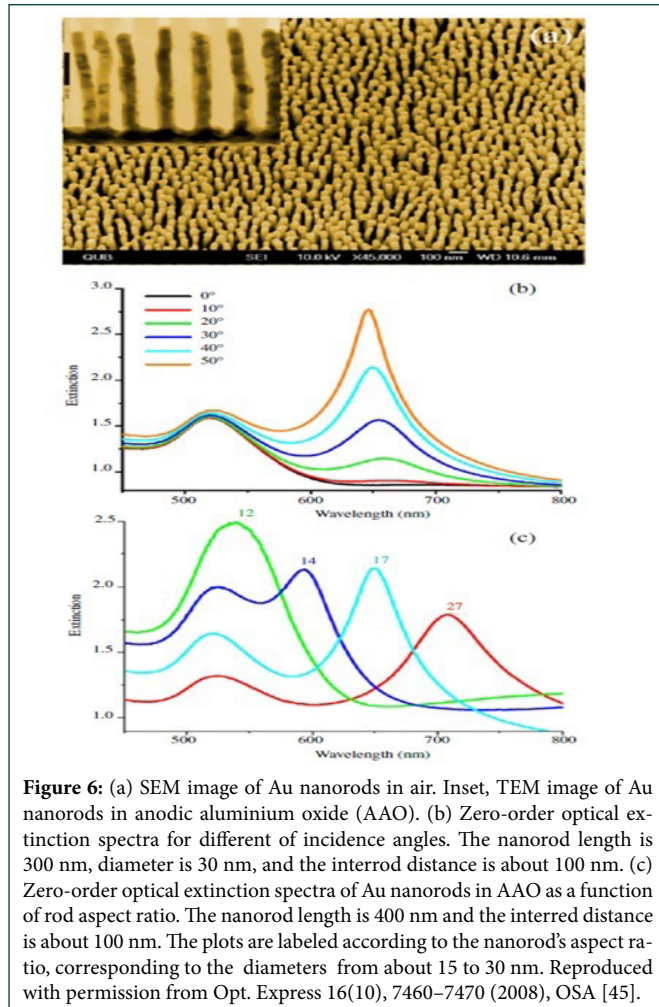 (a)
QUB SEI 10.0 kV X45,000 100 nm WD 10.6 mm
(b)
3.0
2.5
2.0
1.5
1.0
Extinction
0°
10°
20°
30°
40°
50°
500 600 700 800
Wavelength (nm)
(c)
2.5
2.0
1.5
1.0
Extinction
12
14
17
27
500 600 700 800
Wavelength (nm)
Figure 6: (a) SEM image of Au nanorods in air. Inset, TEM image of Au
nanorods in anodic aluminium oxide (AAO). (b) Zero-order optical ex-
tinction spectra for different of incidence angles. The nanorod length is
300 nm, diameter is 30 nm, and the interrod distance is about 100 nm. (c)
Zero-order optical extinction spectra of Au nanorods in AAO as a function
of rod aspect ratio. The nanorod length is 400 nm and the interred distance
is about 100 nm. The plots are labeled according to the nanorod's aspect ra-
tio, corresponding to the diameters from about 15 to 30 nm. Reproduced
with permission from Opt. Express 16(10), 7460–7470 (2008), OSA [45].